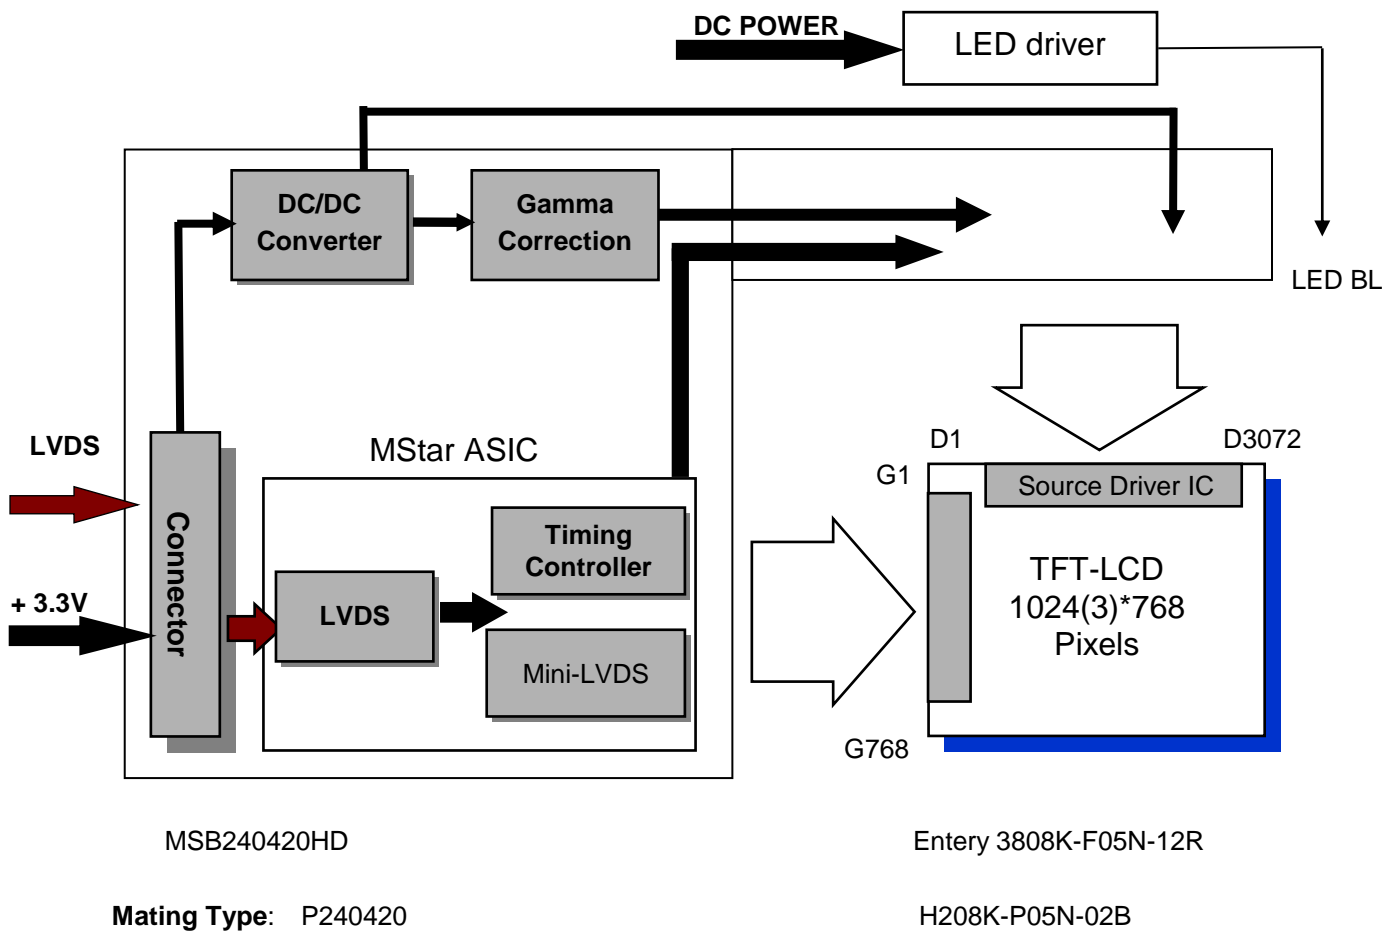 DC POWER
LED driver
DC/DC
Converter
Gamma
Correction
LED BL
LVDS
+ 3.3V
Connector
MStar ASIC
LVDS
Timing
Controller
Mini-LVDS
D1
D3072
G1
Source Driver IC
TFT-LCD
1024(3)*768
Pixels
G768
MSB240420HD
Entery 3808K-F05N-12R
Mating Type: P240420
H208K-P05N-02B